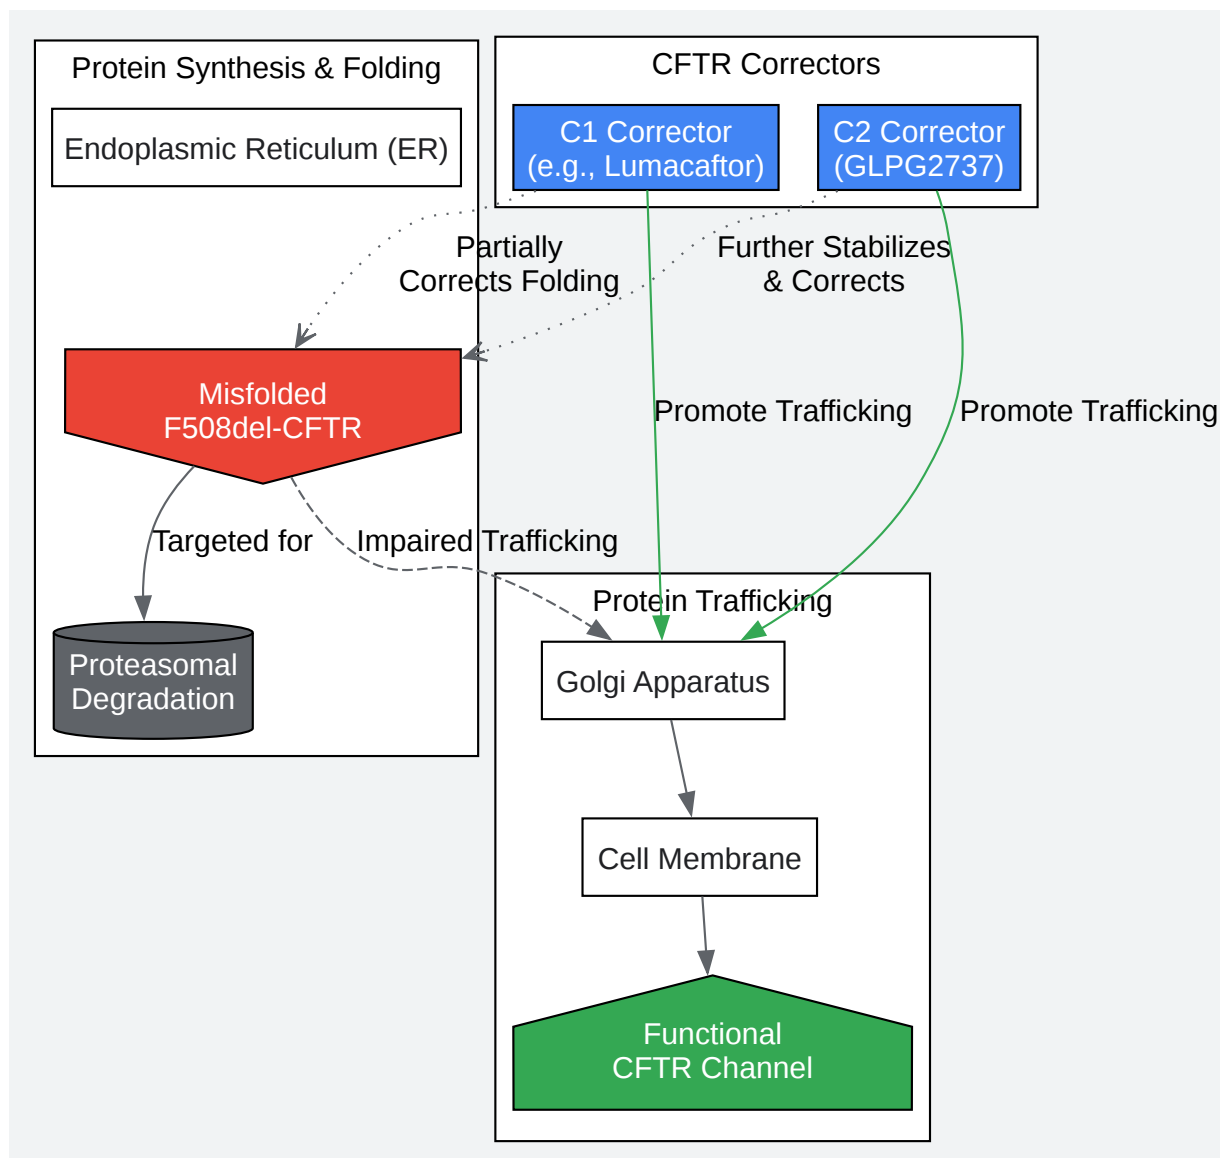 Protein Synthesis & Folding
Endoplasmic Reticulum (ER)
CFTR Correctors
C1 Corrector
(e.g., Lumacaftor)
C2 Corrector
(GLPG2737)
Partially
Corrects Folding
Further Stabilizes
& Corrects
Misfolded
F508del-CFTR
Promote Trafficking
Promote Trafficking
Targeted for
Impaired Trafficking
Proteasomal
Degradation
Protein Trafficking
Golgi Apparatus
Cell Membrane
Functional
CFTR Channel